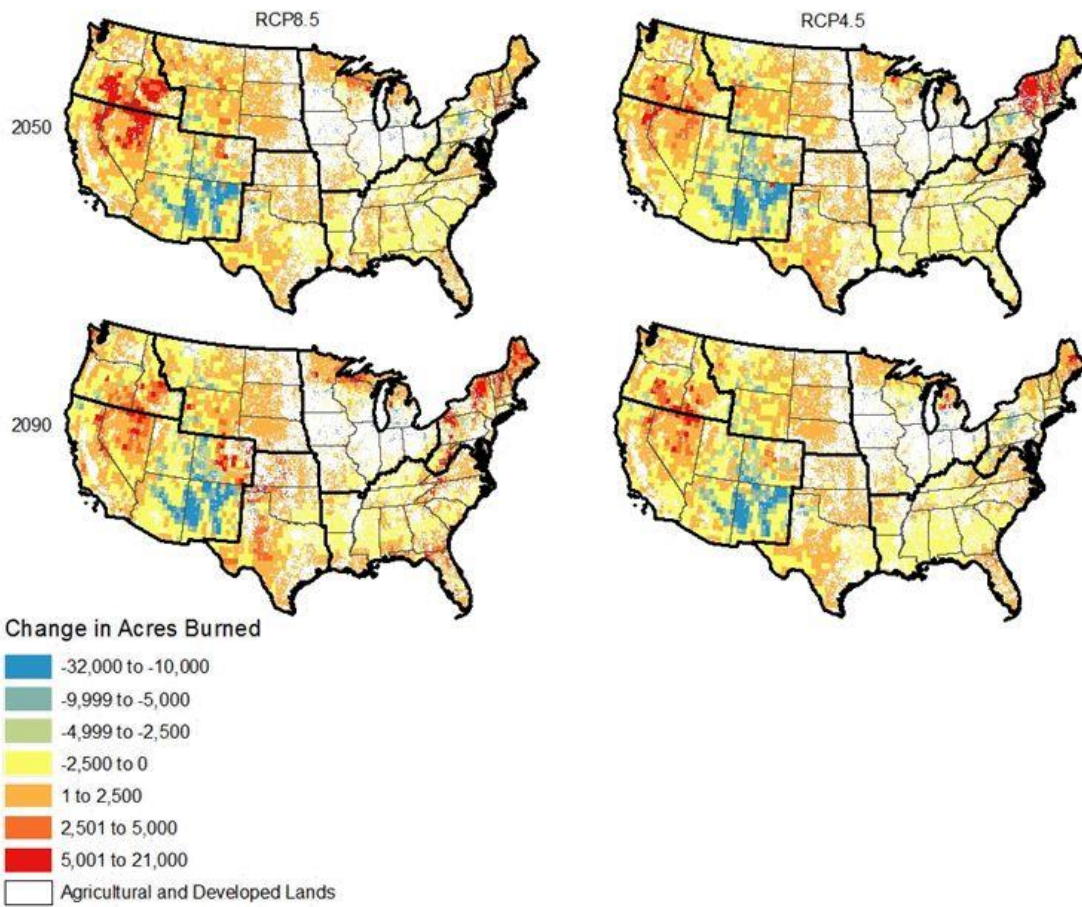 RCP8.5
RCP4.5
2050
2090
Change in Acres Burned
-32,000 to -10,000
-9,999 to -5,000
-4,999 to -2,500
-2,500 to 0
1 to 2,500
2,501 to 5,000
5,001 to 21,000
Agricultural and Developed Lands